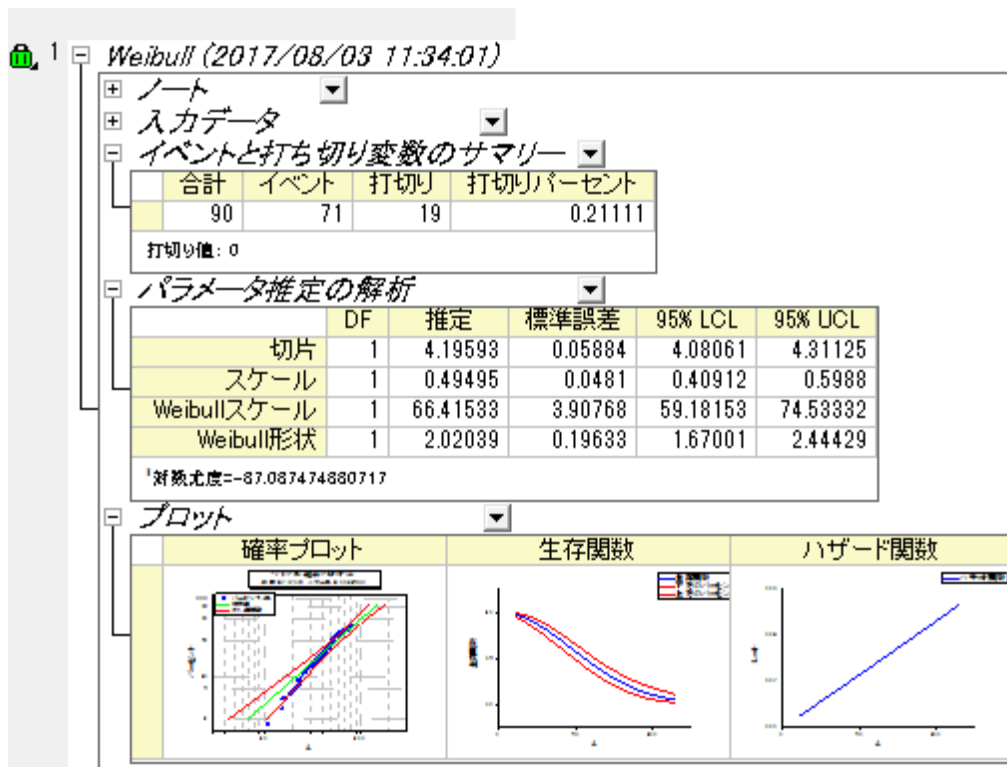 1 Weibull (2017/08/03 11:34:01)
ノート
入力データ
イベントと打ち切り変数のサマリー
合計 イベント 打切り 打切りパーセント
90 71 19 0.21111
打切り値: 0
パラメータ推定の解析
DF 推定 標準誤差 95% LCL 95% UCL
切片 1 4.19593 0.05884 4.08061 4.31125
スケール 1 0.49495 0.0481 0.40912 0.5988
Weibullスケール 1 66.41533 3.90768 59.18153 74.53332
Weibull形状 1 2.02039 0.19633 1.67001 2.44429
対数尤度=-87.087474880717
プロット
確率プロット 生存関数 ハザード関数